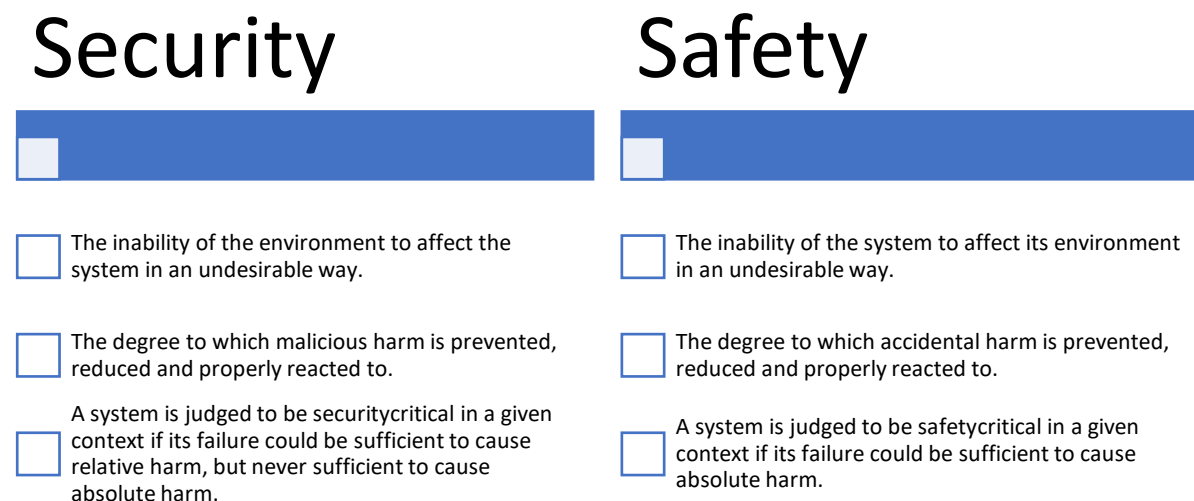 Security
The inability of the environment to affect the
system in an undesirable way.
The degree to which malicious harm is prevented,
reduced and properly reacted to.
A system is judged to be securitycritical in a given
context if its failure could be sufficient to cause
relative harm, but never sufficient to cause
absolute harm.
Safety
The inability of the system to affect its environment
in an undesirable way.
The degree to which accidental harm is prevented,
reduced and properly reacted to.
A system is judged to be safetycritical in a given
context if its failure could be sufficient to cause
absolute harm.